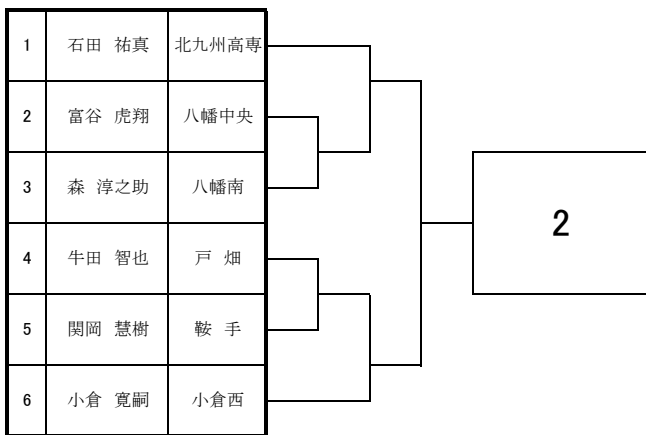 1 石田 祐真 北九州高専
2 富谷 虎翔 八幡中央
3 森 淳之助 八幡南
4 牛田 智也 戸 畑
5 関岡 慧樹 鞍 手
6 小倉 寛嗣 小倉西
2